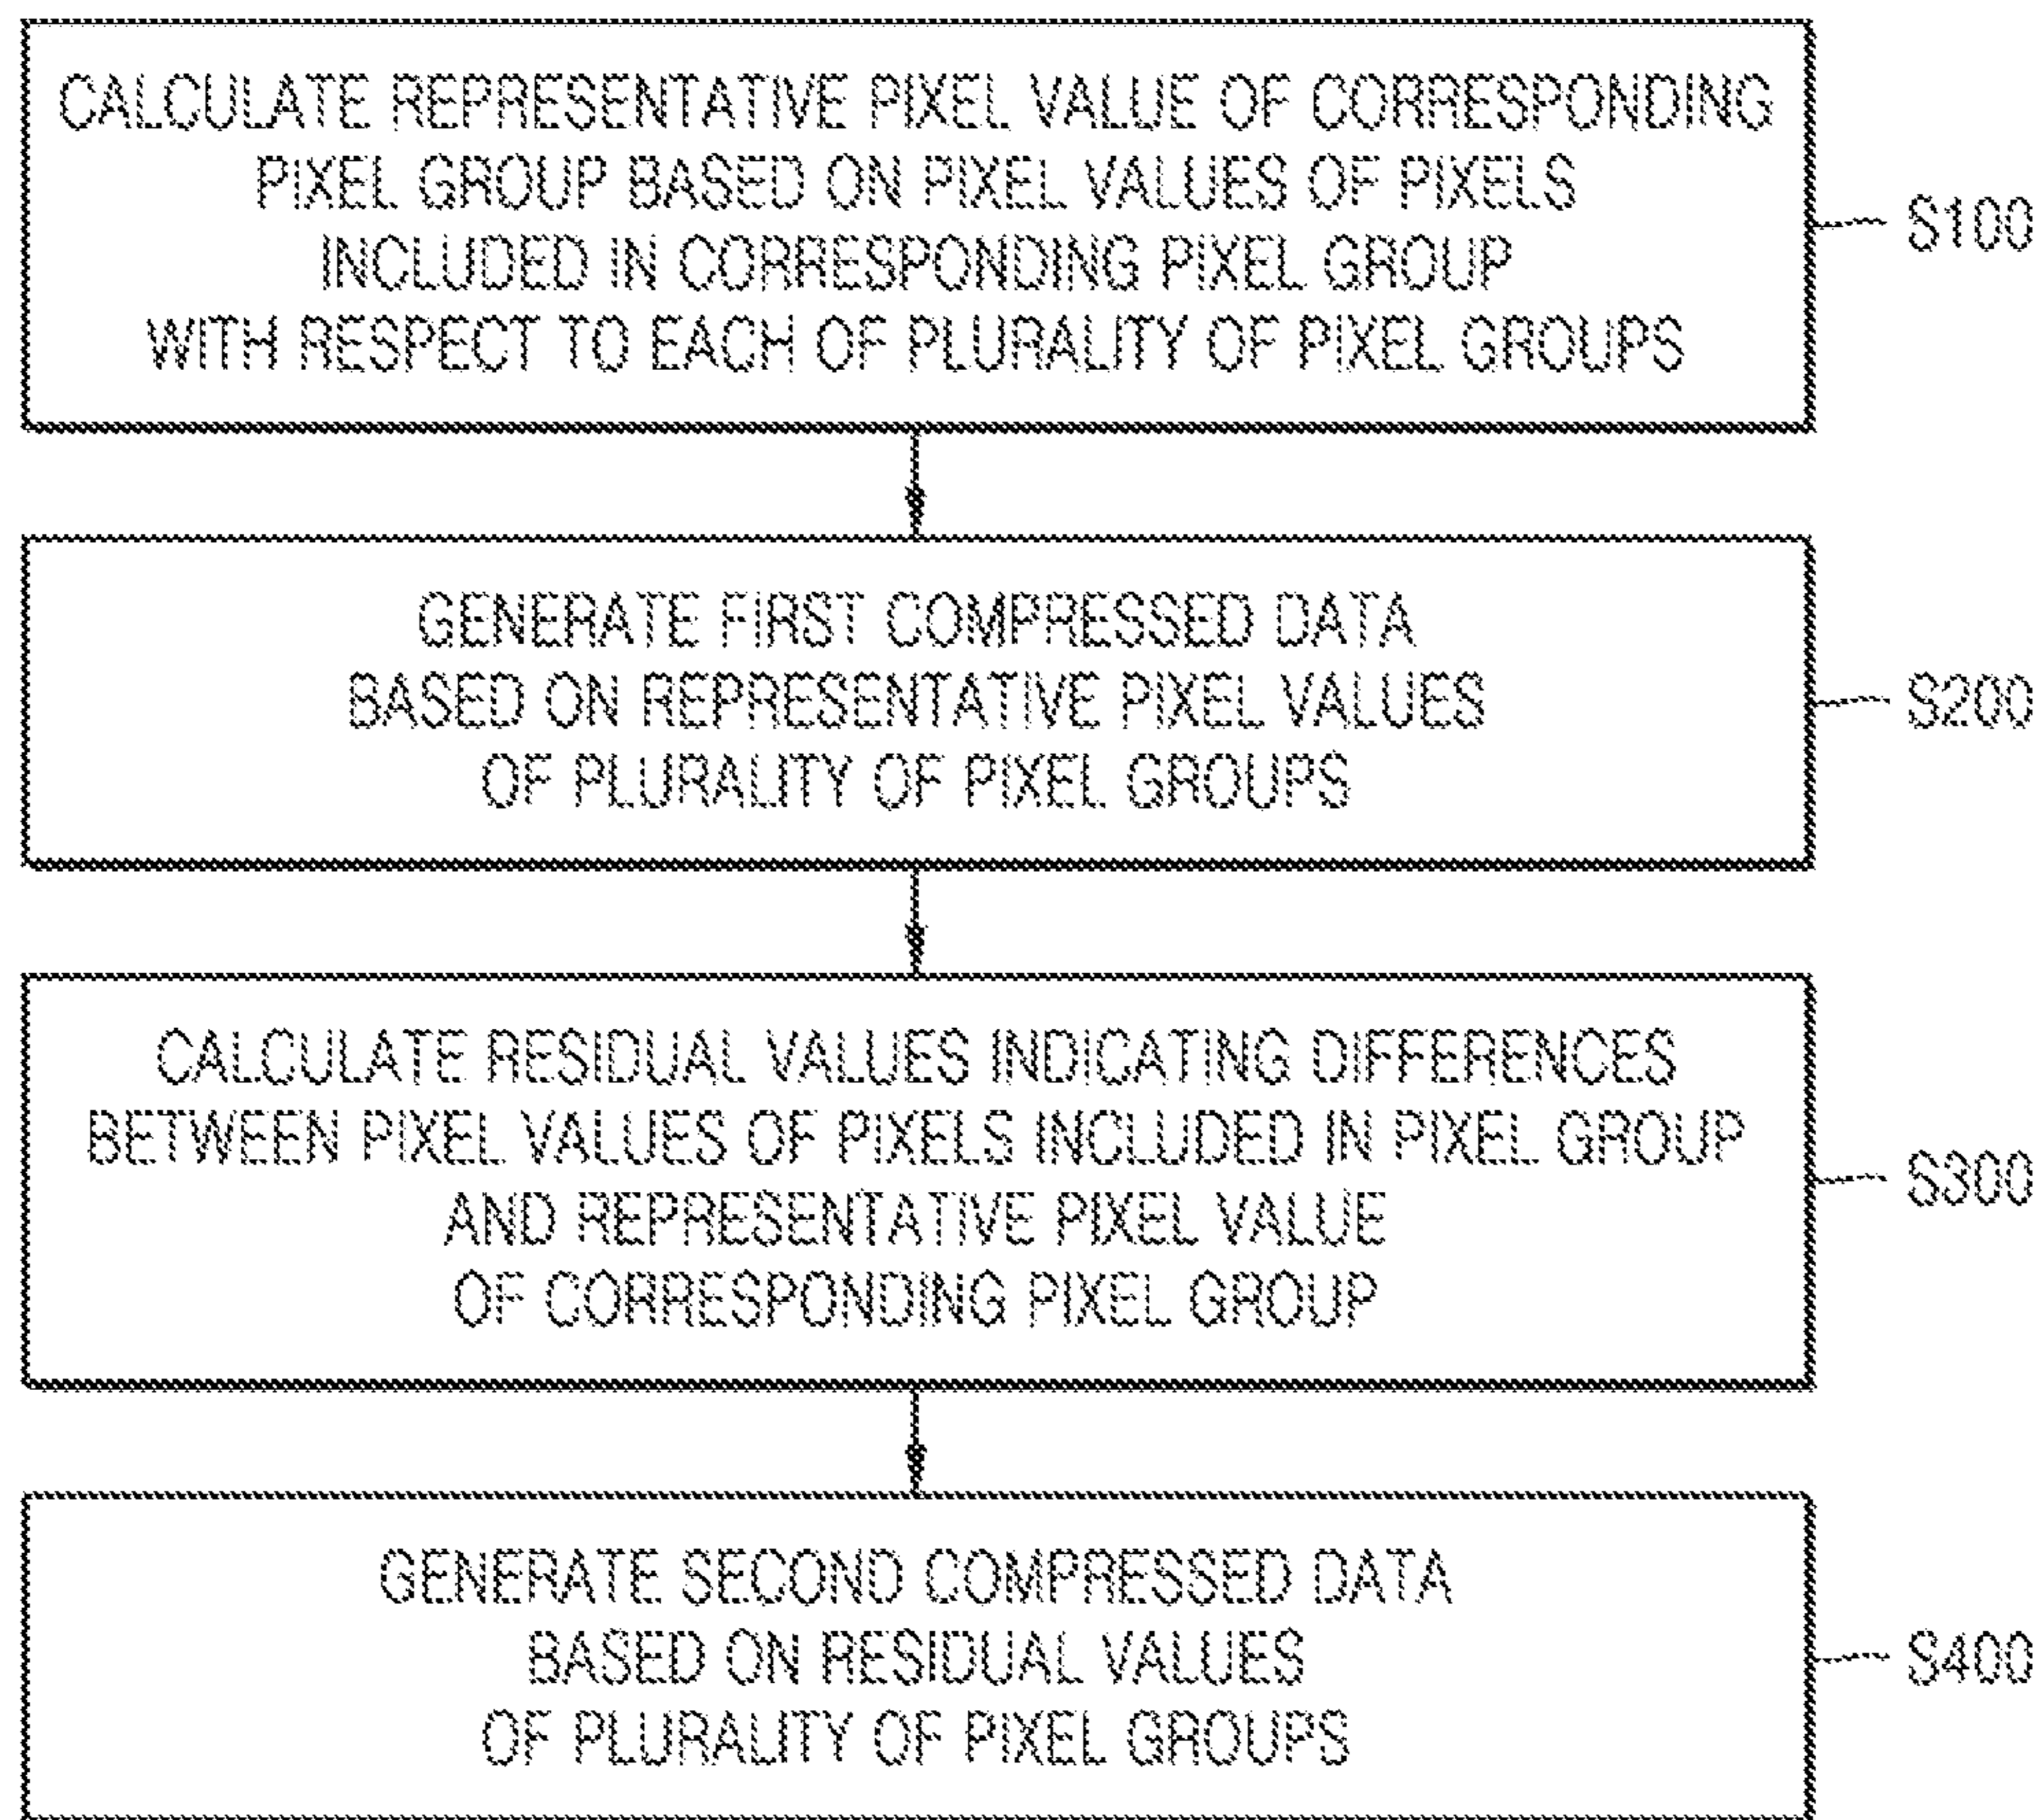 CALCULATE REPRESENTATIVE PIXEL VALUE OF CORRESPONDING
PIXEL GROUP BASED ON PIXEL VALUES OF PIXELS
INCLUDED IN CORRESPONDING PIXEL GROUP
WITH RESPECT TO EACH OF PLURALITY OF PIXEL GROUPS
S100
GENERATE FIRST COMPRESSED DATA
BASED ON REPRESENTATIVE PIXEL VALUES
OF PLURALITY OF PIXEL GROUPS
S200
CALCULATE RESIDUAL VALUES INDICATING DIFFERENCES
BETWEEN PIXEL VALUES OF PIXELS INCLUDED IN PIXEL GROUP
AND REPRESENTATIVE PIXEL VALUE
OF CORRESPONDING PIXEL GROUP
S300
GENERATE SECOND COMPRESSED DATA
BASED ON RESIDUAL VALUES
OF PLURALITY OF PIXEL GROUPS
S400